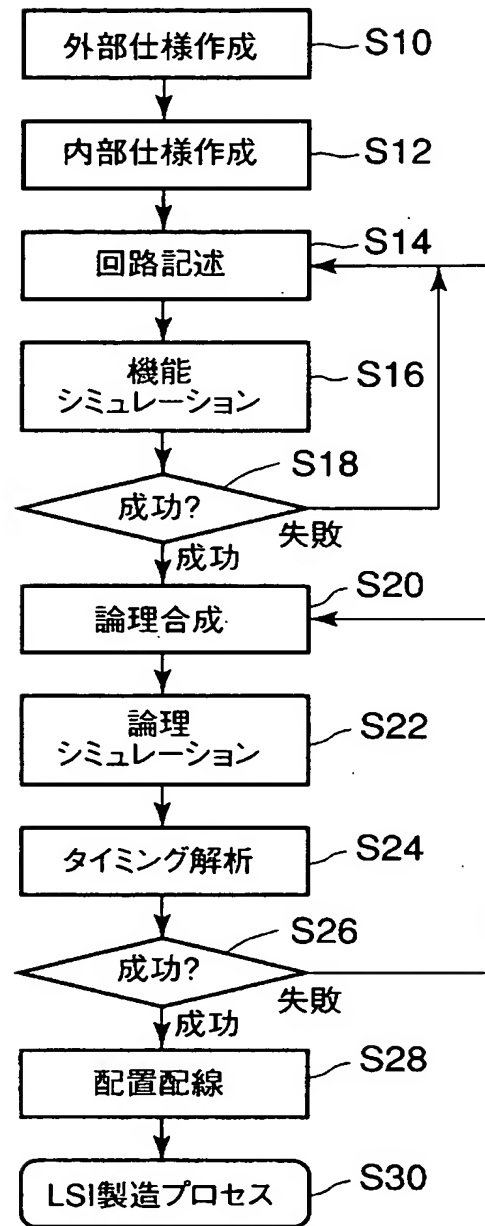 外部仕様作成
S10
内部仕様作成
S12
回路記述
S14
機能
シミュレーション
S16
S18
成功?
失敗
成功
論理合成
S20
論理
シミュレーション
S22
タイミング解析
S24
S26
成功?
失敗
成功
配置配線
S28
LSI製造プロセス
S30